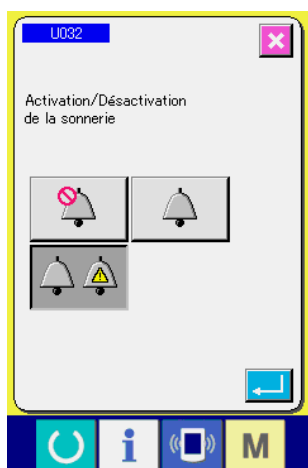 U032
Activation/Désactivation
de la sonnerie
i
M